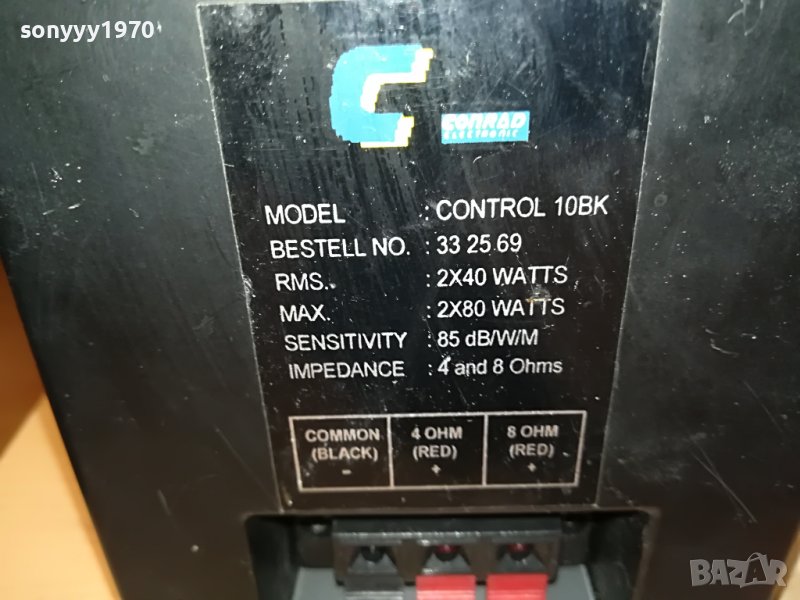 sonyyy1970
C
CONRAD
ELECTRONIC
MODEL : CONTROL 10BK
BESTELL NO. : 33 25 69
RMS. : 2X40 WATTS
MAX. : 2X80 WATTS
SENSITIVITY : 85 dB/W/M
IMPEDANCE : 4 and 8 Ohms
COMMON 4 OHM 8 OHM
(BLACK) (RED) (RED)
- + +
BAZAR